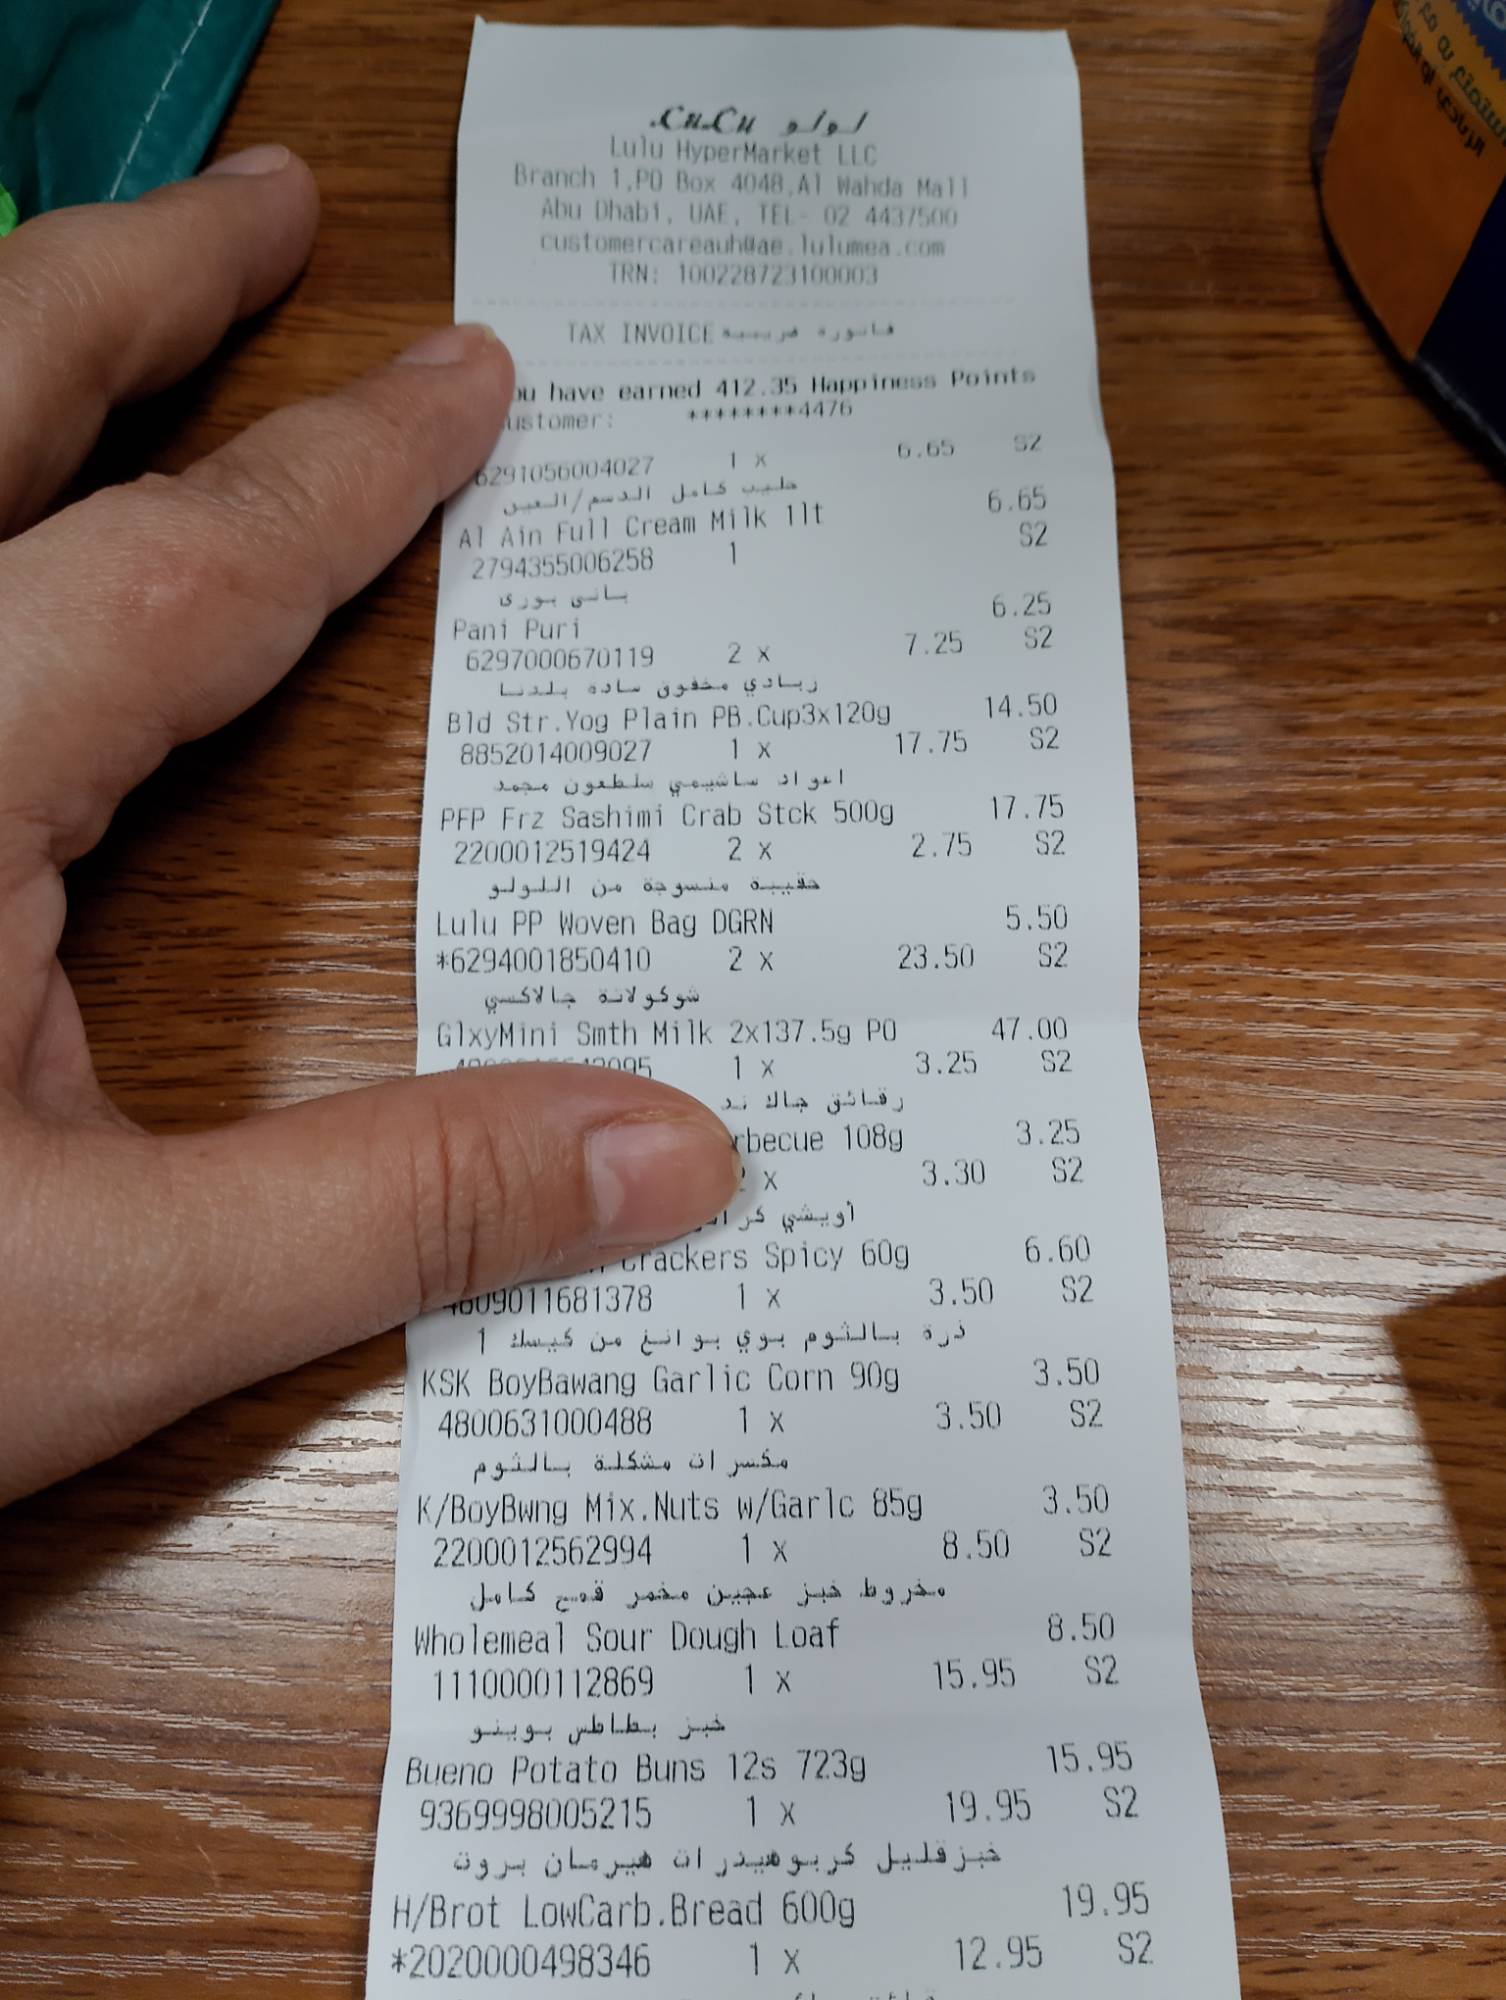 .LuLu لولو
Lulu HyperMarket LLC
Branch 1,PO Box 4048,Al Wahda Mall
Abu Dhabi, UAE, TEL- 02 4437500
customercareauh@ae.lulumea.com
TRN: 100228723100003
TAX INVOICE فاتورة ضريبية
ou have earned 412.35 Happiness Points
ustomer: ********4476
6291056004027 1 x 6.65 S2
حليب كامل الدسم/العين
Al Ain Full Cream Milk 1lt 6.65
2794355006258 1 S2
باني بوري
Pani Puri 6.25
6297000670119 2 x 7.25 S2
زبادي مخفوق ساده بلدنا
Bld Str.Yog Plain PB.Cup3x120g 14.50
8852014009027 1 x 17.75 S2
اعواد ساشيمي سلطعون مجمد
PFP Frz Sashimi Crab Stck 500g 17.75
2200012519424 2 x 2.75 S2
حقيبة منسوجة من اللولو
Lulu PP Woven Bag DGRN 5.50
*6294001850410 2 x 23.50 S2
شوكولاتة جالاكسي
GlxyMini Smth Milk 2x137.5g PO 47.00
1 x 3.25 S2
رقائق جاك
rbecue 108g 3.25
x 3.30 S2
أويشي
Crackers Spicy 60g 6.60
4809011681378 1 x 3.50 S2
ذرة بالثوم بوي بوانغ من كيسك 1
KSK BoyBawang Garlic Corn 90g 3.50
4800631000488 1 x 3.50 S2
مكسرات مشكلة بالثوم
K/BoyBwng Mix.Nuts w/Garlc 85g 3.50
2200012562994 1 x 8.50 S2
مخروط خبز عجين مخمر قمح كامل
Wholemeal Sour Dough Loaf 8.50
1110000112869 1 x 15.95 S2
خبز بطاطس بوينو
Bueno Potato Buns 12s 723g 15.95
9369998005215 1 x 19.95 S2
خبز قليل كربوهيدرات هيرمان بروت
H/Brot LowCarb.Bread 600g 19.95
*2020000498346 1 x 12.95 S2